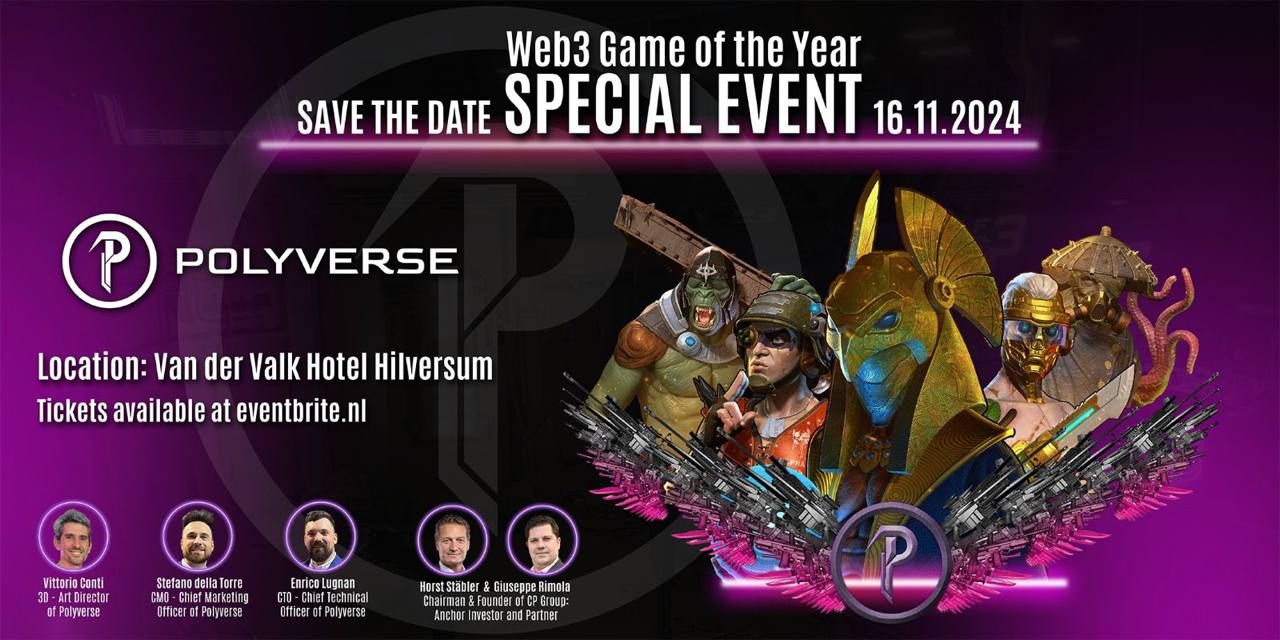 Web3 Game of the Year
SAVE THE DATE SPECIAL EVENT 16.11.2024
POLYVERSE
Location: Van der Valk Hotel Hilversum
Tickets available at eventbrite.nl
Vittorio Conti
3D - Art Director
of Polyverse
Stefano della Torre
CMO - Chief Marketing
Officer of Polyverse
Enrico Lugnan
CTO - Chief Technical
Officer of Polyverse
Horst Stäbler & Giuseppe Rimola
Chairman & Founder of CP Group:
Anchor Investor and Partner